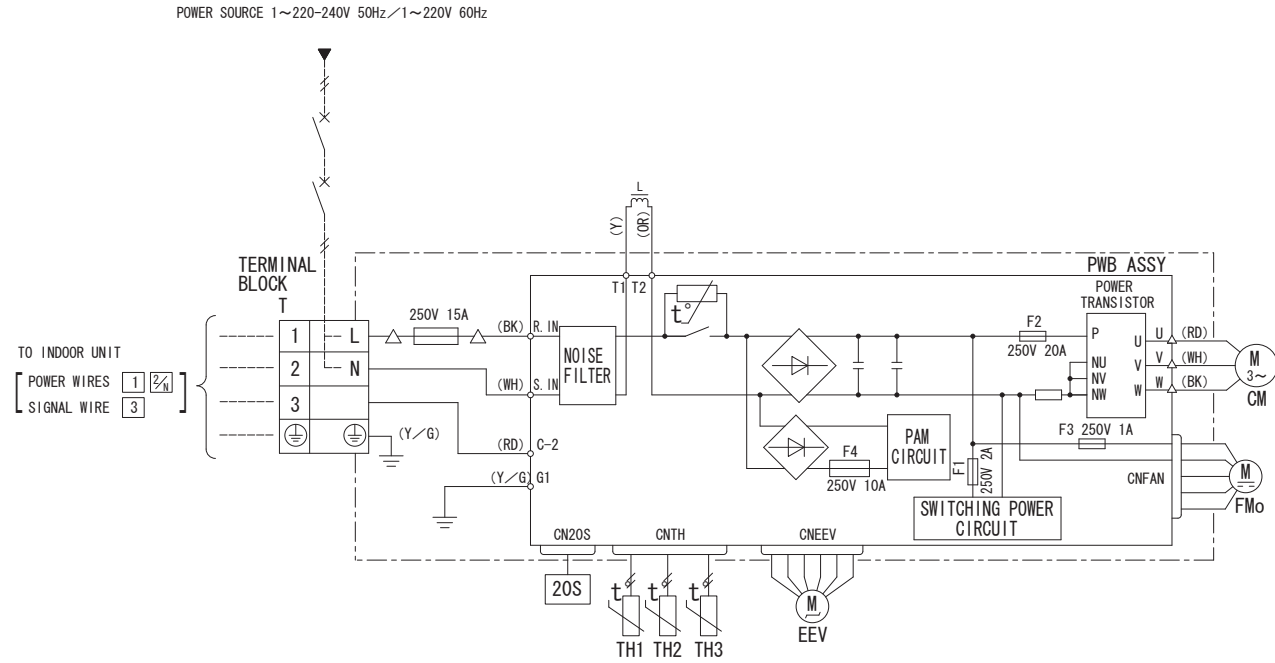 POWER SOURCE 1～220-240V 50Hz／1～220V 60Hz
TERMINAL
BLOCK
T
TO INDOOR UNIT
POWER WIRES 1 2/N
SIGNAL WIRE 3
1 L
2 N
3
(Y／G)
250V 15A
(BK) R.IN
(WH) S.IN
(RD) C-2
(Y／G) G1
NOISE
FILTER
L
(Y)
(OR)
T1 T2
t°
PWB ASSY
POWER
TRANSISTOR
F2
250V 20A
P
NU
NV
NW
U
V
W
U (RD)
V (WH)
W (BK)
M
3～
CM
F4
250V 10A
PAM
CIRCUIT
F1
250V 2A
F3 250V 1A
SWITCHING POWER
CIRCUIT
CNFAN
M
FMo
CN20S
CNTH
CNEEV
20S
t° t° t°
TH1 TH2 TH3
M
EEV